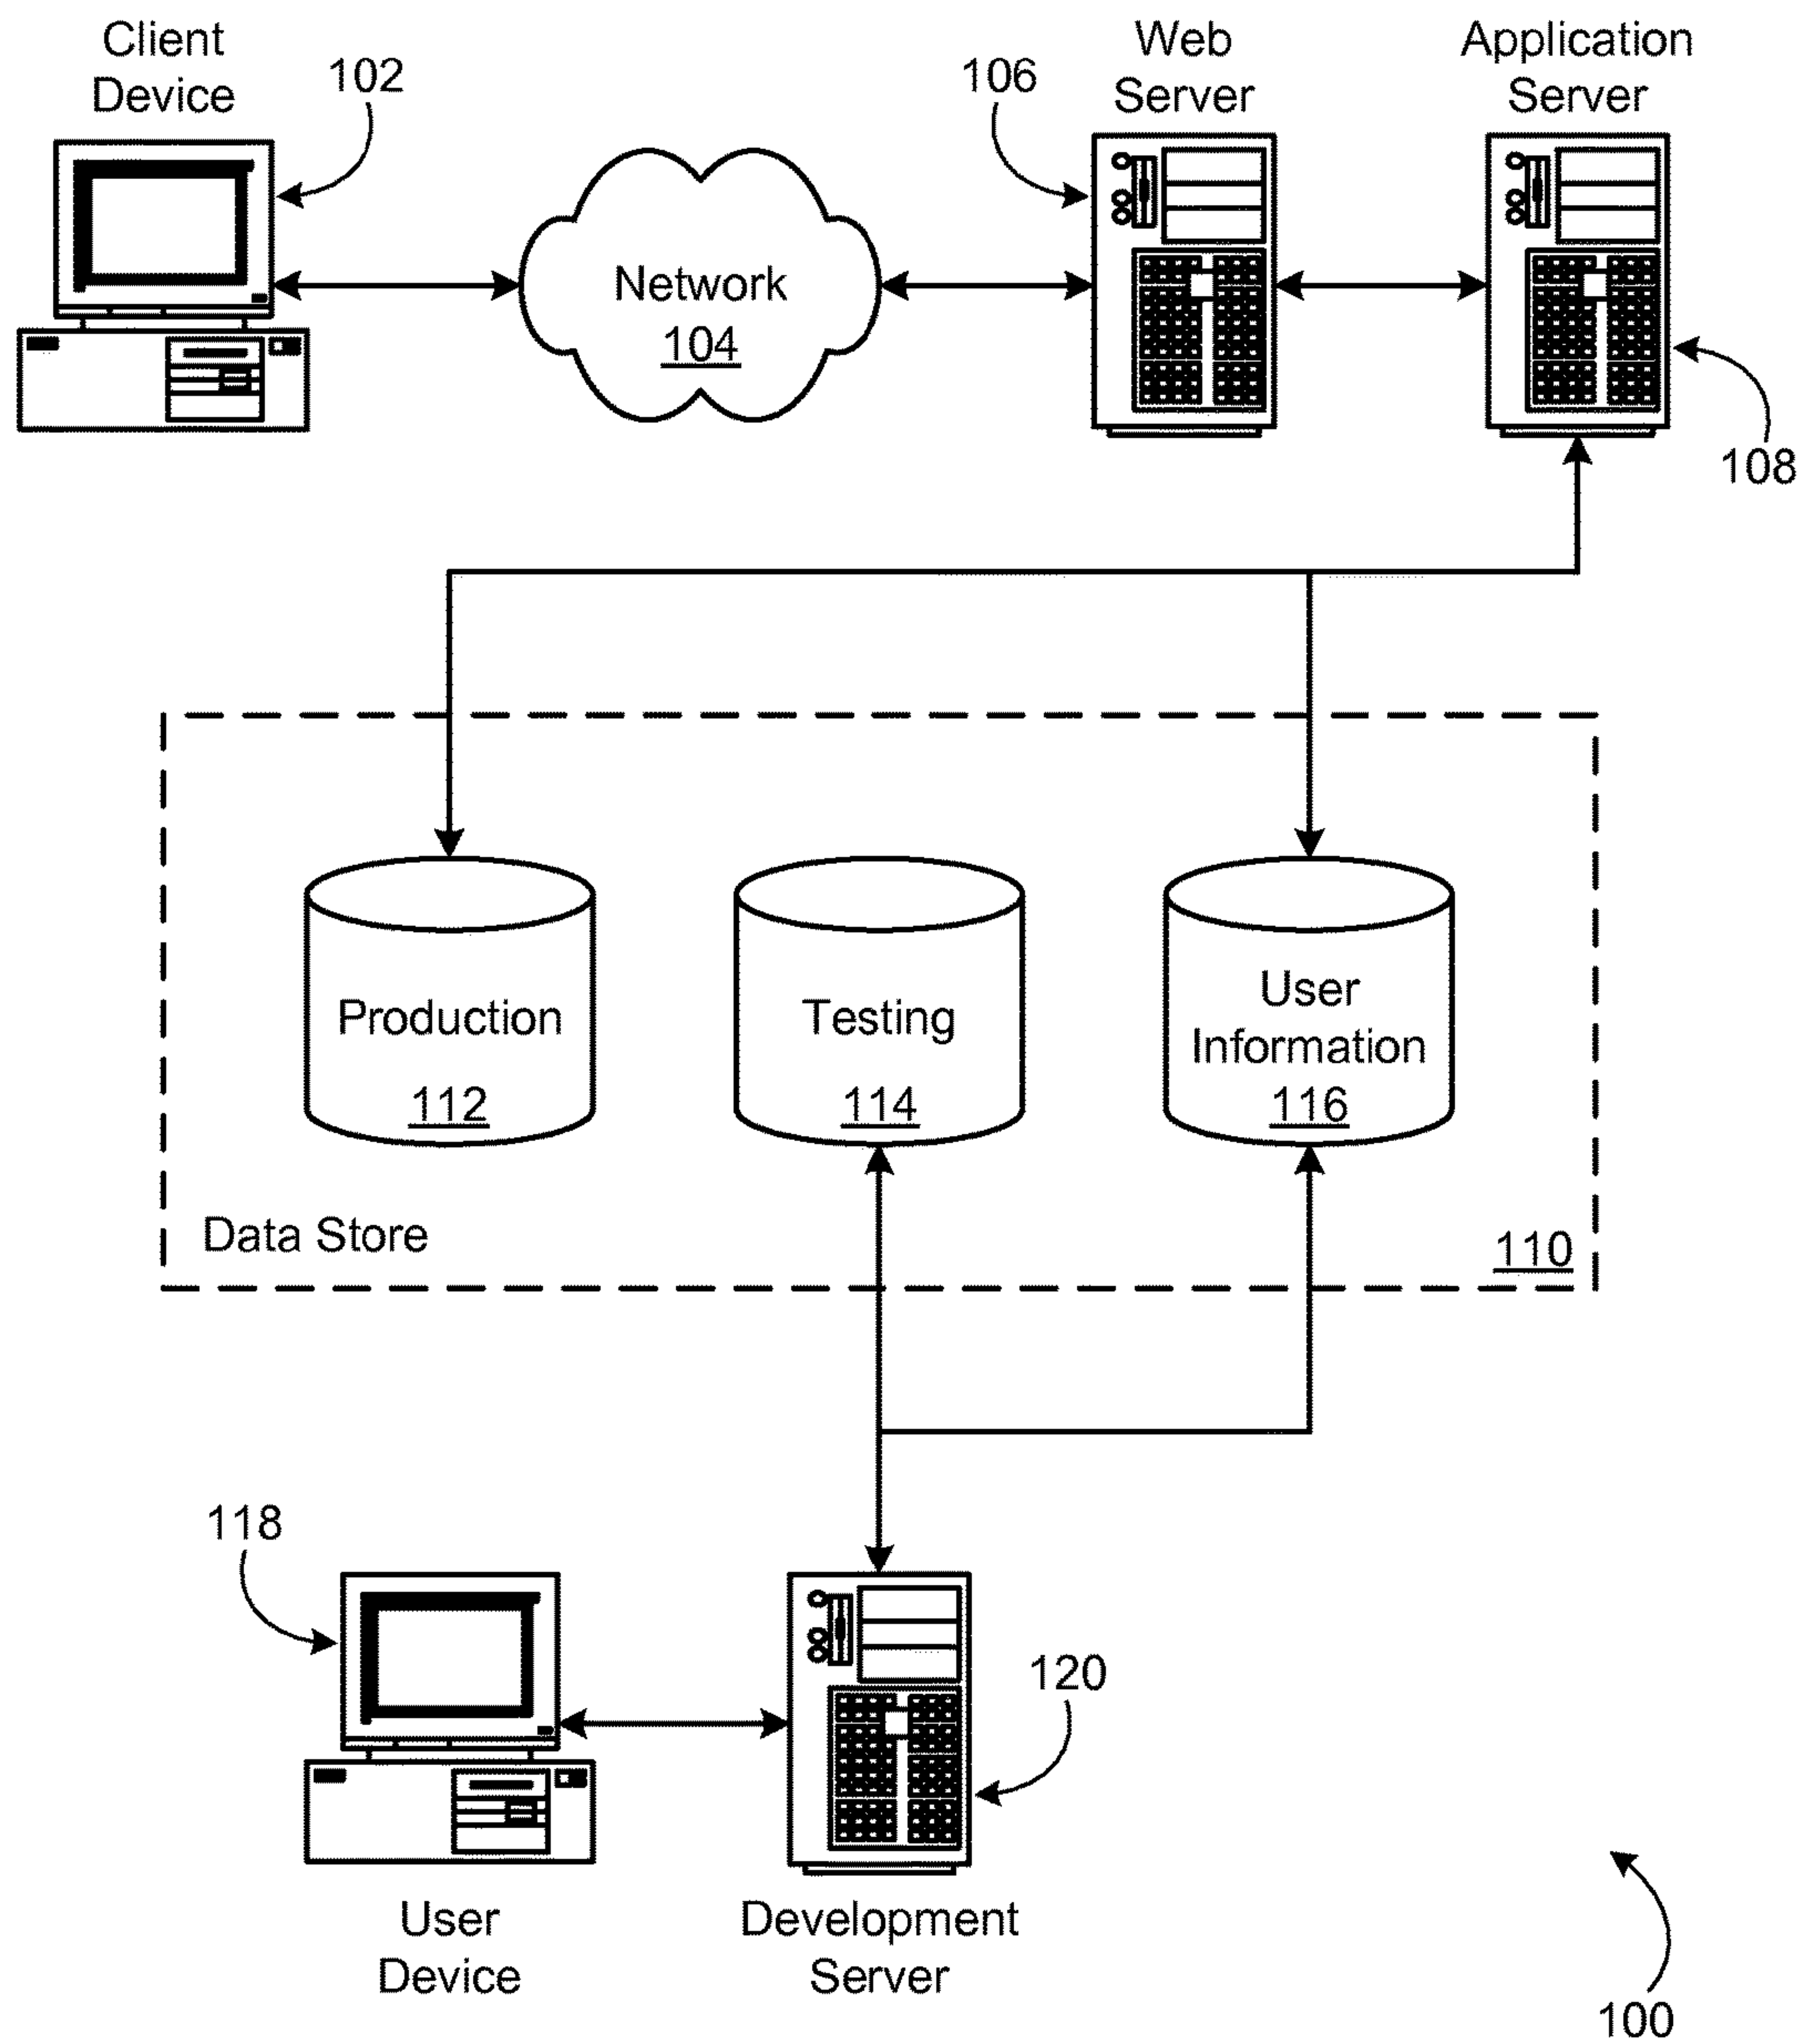 Client
Device
102
106
Web
Server
Application
Server
Network
104
108
Production
112
Testing
114
User
Information
116
Data Store
110
118
120
User
Device
Development
Server
100